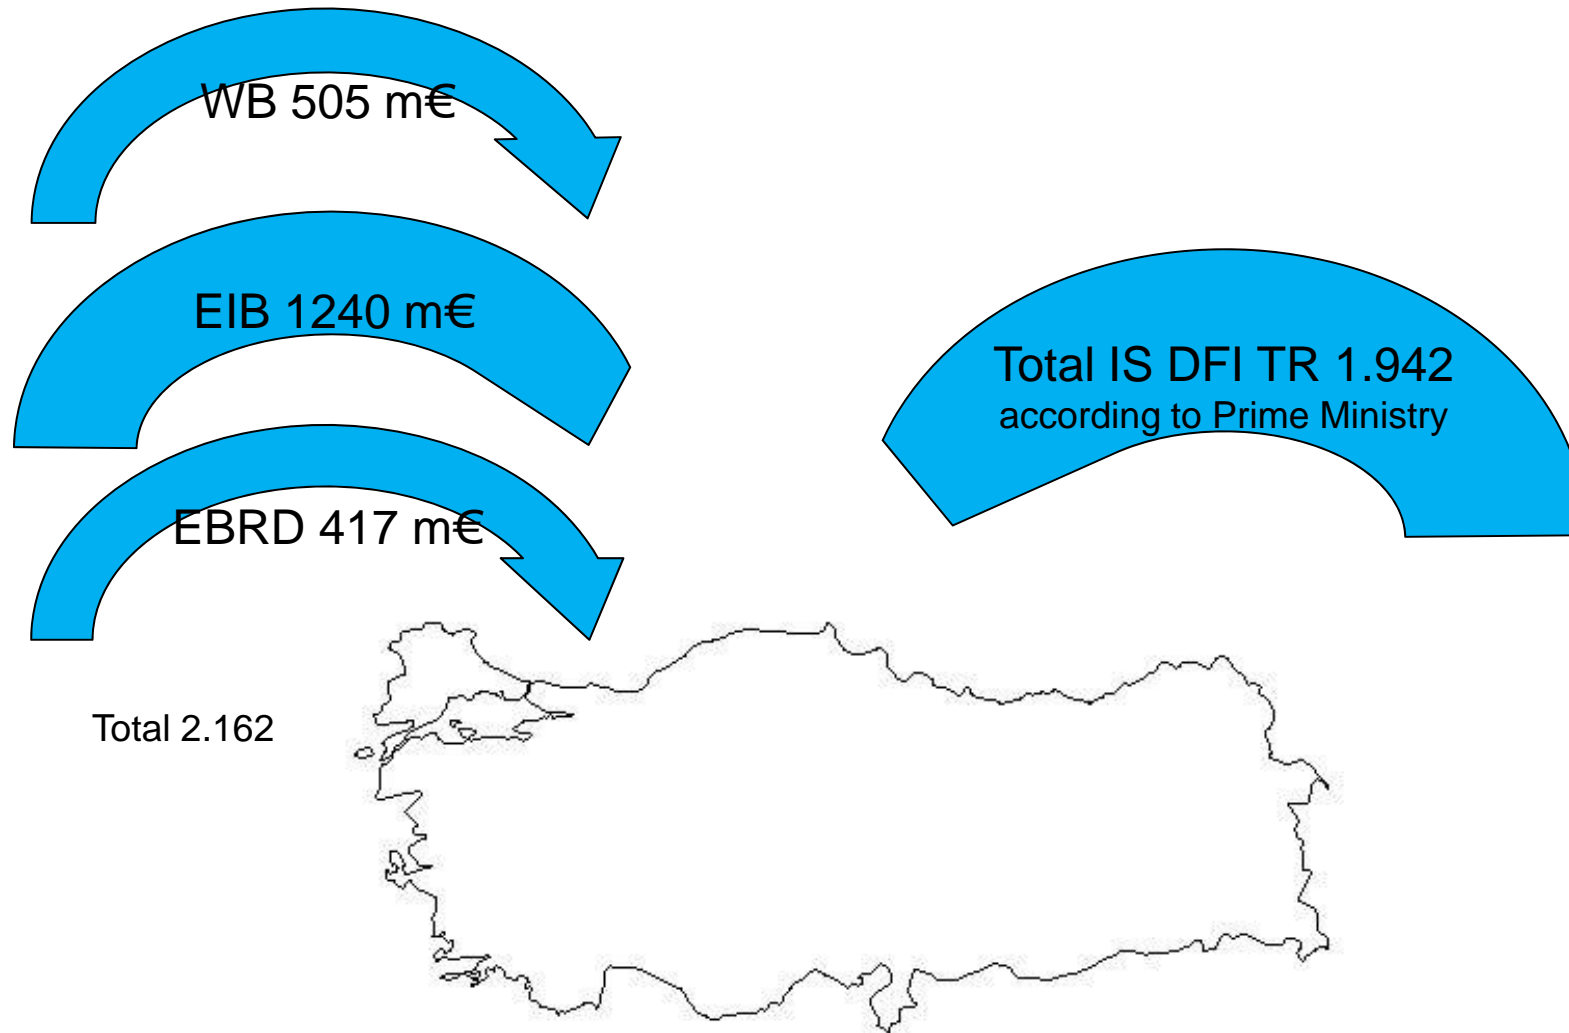 WB 505 m€
EIB 1240 m€
EBRD 417 m€
Total 2.162
Total IS DFI TR 1.942
according to Prime Ministry